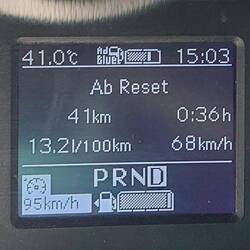 41.0°C AdBlue 15:03
Ab Reset
41km 0:36h
13.2l/100km 68km/h
PRND
95km/h